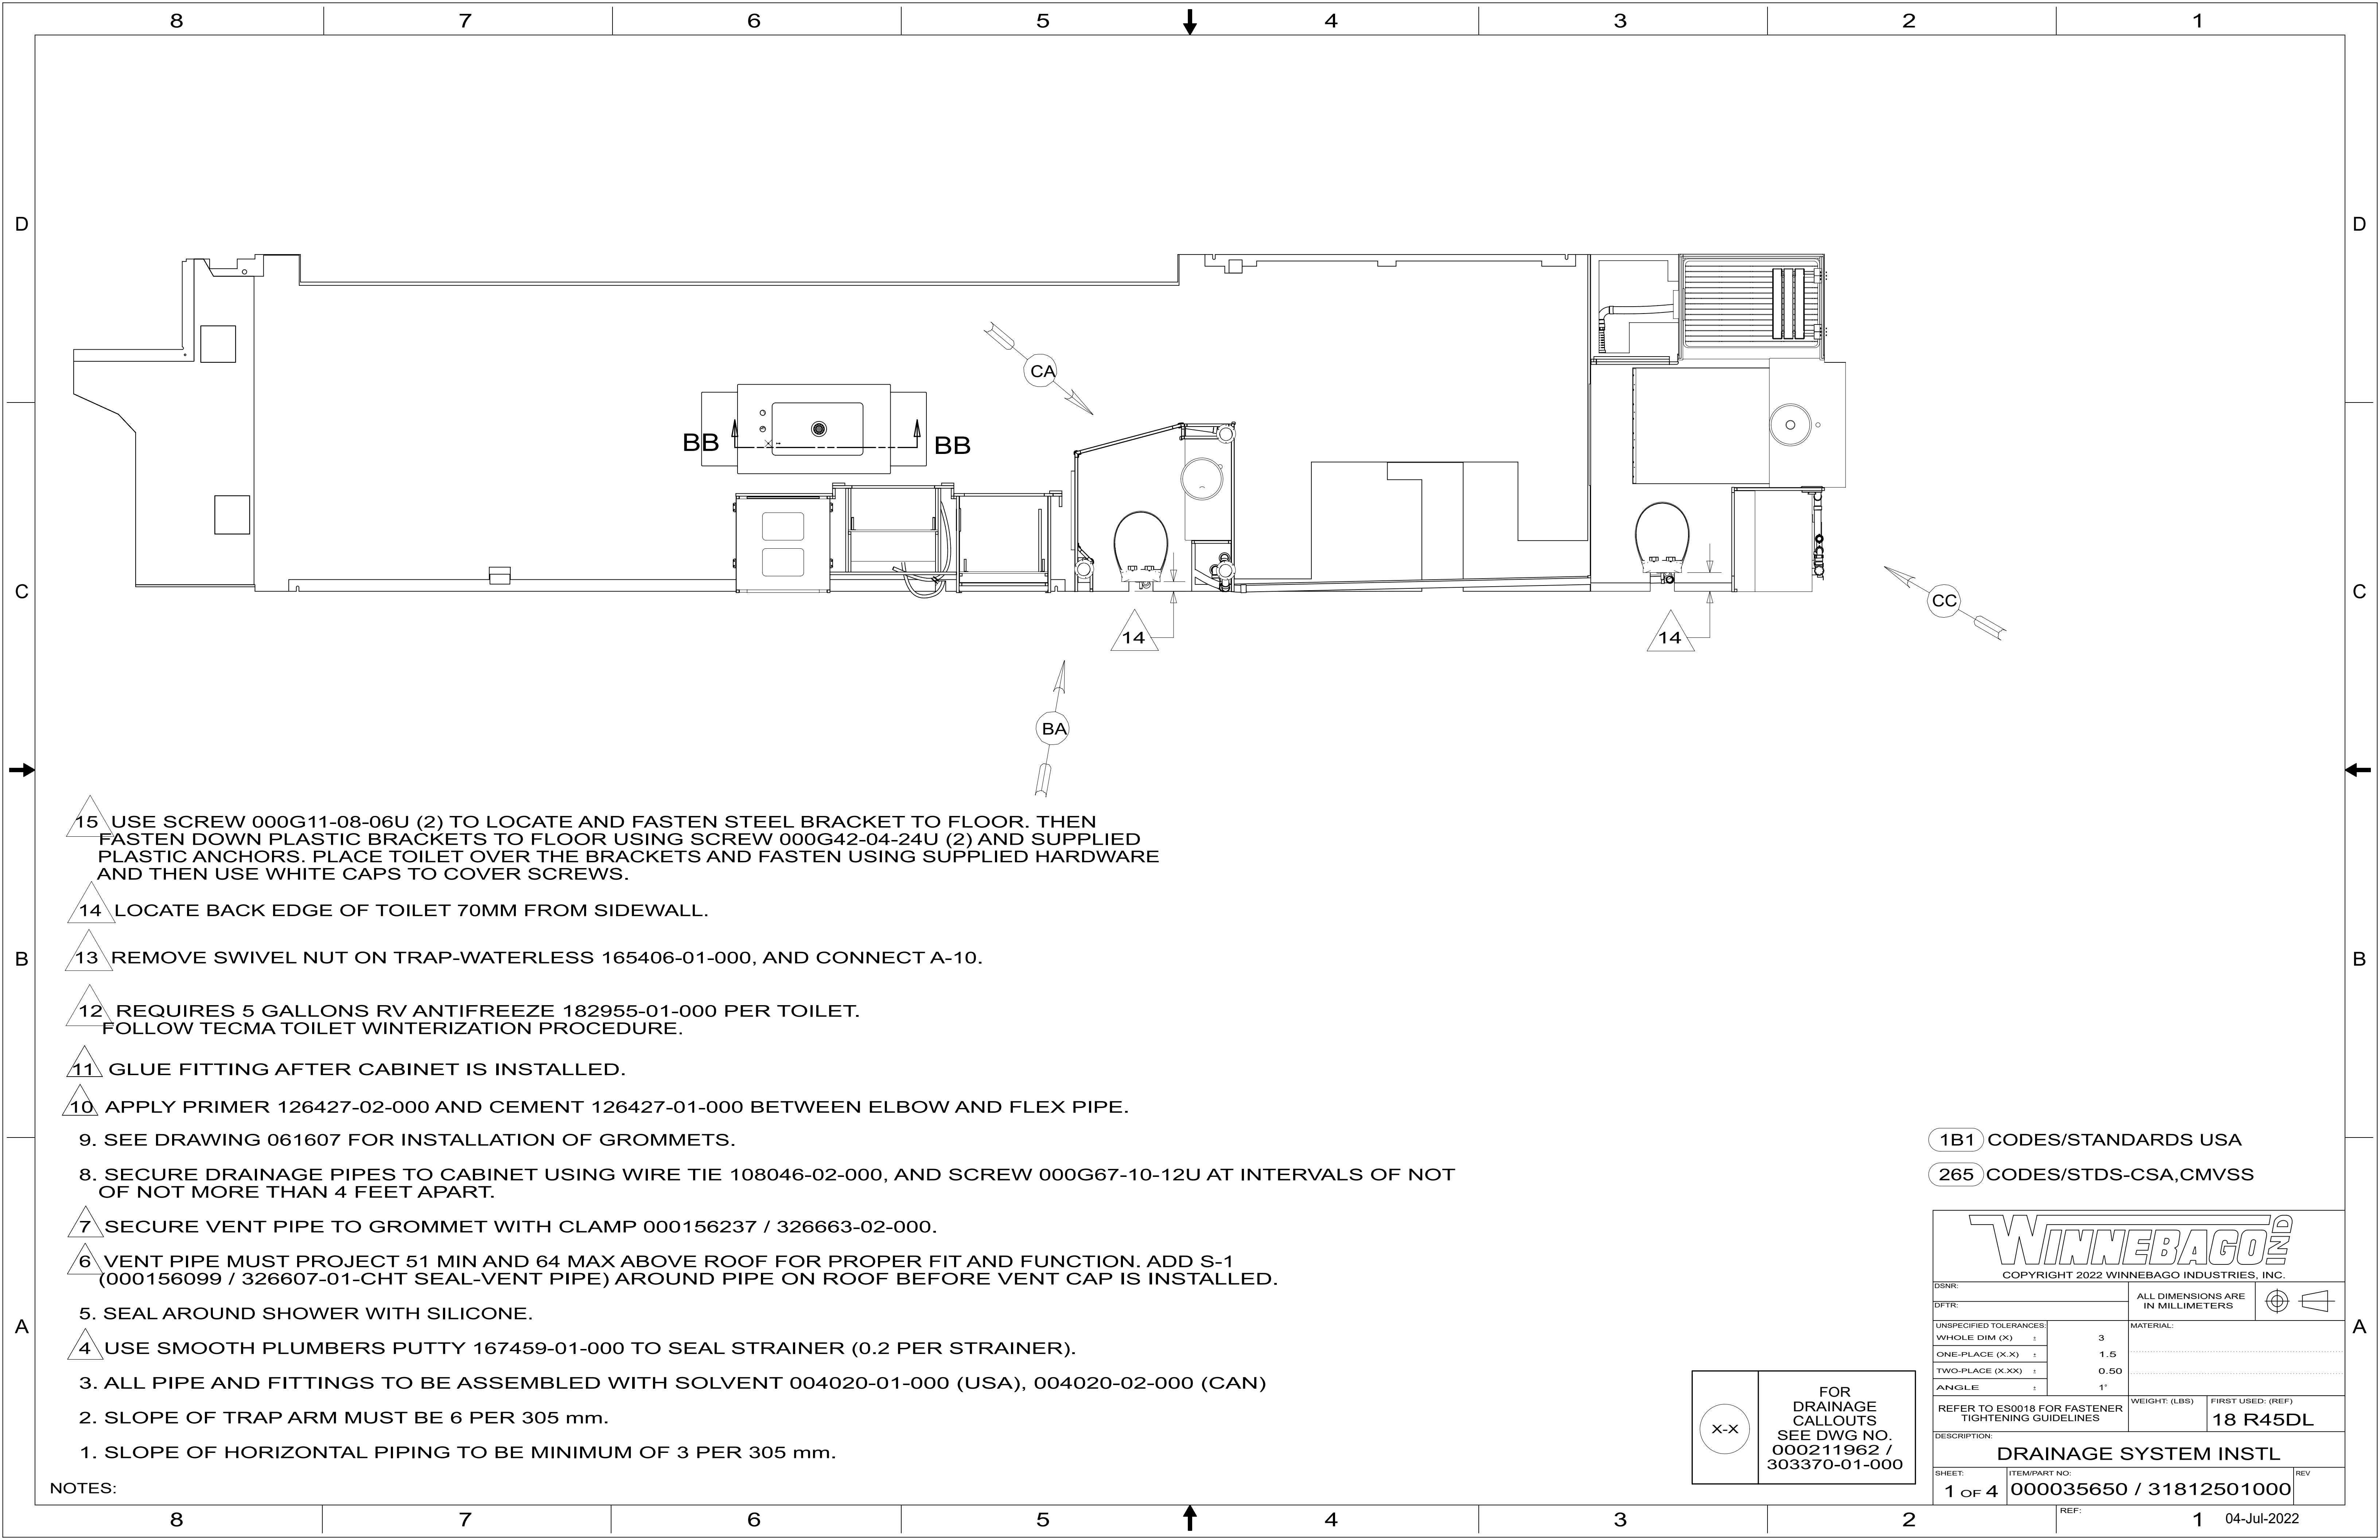 8 7 6 5 4 3 2 1
D D
CA
BB BB
C C
CC
14 14
BA
15 USE SCREW 000G11-08-06U (2) TO LOCATE AND FASTEN STEEL BRACKET TO FLOOR. THEN
FASTEN DOWN PLASTIC BRACKETS TO FLOOR USING SCREW 000G42-04-24U (2) AND SUPPLIED
PLASTIC ANCHORS. PLACE TOILET OVER THE BRACKETS AND FASTEN USING SUPPLIED HARDWARE
AND THEN USE WHITE CAPS TO COVER SCREWS.
14 LOCATE BACK EDGE OF TOILET 70MM FROM SIDEWALL.
B B
13 REMOVE SWIVEL NUT ON TRAP-WATERLESS 165406-01-000, AND CONNECT A-10.
12 REQUIRES 5 GALLONS RV ANTIFREEZE 182955-01-000 PER TOILET.
FOLLOW TECMA TOILET WINTERIZATION PROCEDURE.
11 GLUE FITTING AFTER CABINET IS INSTALLED.
10 APPLY PRIMER 126427-02-000 AND CEMENT 126427-01-000 BETWEEN ELBOW AND FLEX PIPE.
9. SEE DRAWING 061607 FOR INSTALLATION OF GROMMETS.
8. SECURE DRAINAGE PIPES TO CABINET USING WIRE TIE 108046-02-000, AND SCREW 000G67-10-12U AT INTERVALS OF NOT
OF NOT MORE THAN 4 FEET APART.
7 SECURE VENT PIPE TO GROMMET WITH CLAMP 000156237 / 326663-02-000.
6 VENT PIPE MUST PROJECT 51 MIN AND 64 MAX ABOVE ROOF FOR PROPER FIT AND FUNCTION. ADD S-1
(000156099 / 326607-01-CHT SEAL-VENT PIPE) AROUND PIPE ON ROOF BEFORE VENT CAP IS INSTALLED.
5. SEAL AROUND SHOWER WITH SILICONE.
A A
4 USE SMOOTH PLUMBERS PUTTY 167459-01-000 TO SEAL STRAINER (0.2 PER STRAINER).
3. ALL PIPE AND FITTINGS TO BE ASSEMBLED WITH SOLVENT 004020-01-000 (USA), 004020-02-000 (CAN)
2. SLOPE OF TRAP ARM MUST BE 6 PER 305 mm.
1. SLOPE OF HORIZONTAL PIPING TO BE MINIMUM OF 3 PER 305 mm.
NOTES:
1B1 CODES/STANDARDS USA
265 CODES/STDS-CSA,CMVSS
X-X
FOR
DRAINAGE
CALLOUTS
SEE DWG NO.
000211962 /
303370-01-000
WINNEBAGO IND
COPYRIGHT 2022 WINNEBAGO INDUSTRIES, INC.
DSNR:
DFTR:
ALL DIMENSIONS ARE
IN MILLIMETERS
UNSPECIFIED TOLERANCES:
WHOLE DIM (X) ± 3
ONE-PLACE (X.X) ± 1.5
TWO-PLACE (X.XX) ± 0.50
ANGLE ± 1°
MATERIAL:
REFER TO ES0018 FOR FASTENER
TIGHTENING GUIDELINES
WEIGHT: (LBS)
FIRST USED: (REF)
18 R45DL
DESCRIPTION:
DRAINAGE SYSTEM INSTL
SHEET:
1 OF 4
ITEM/PART NO:
000035650 / 31812501000
REV
REF:
8 7 6 5 4 3 2 1
04-Jul-2022